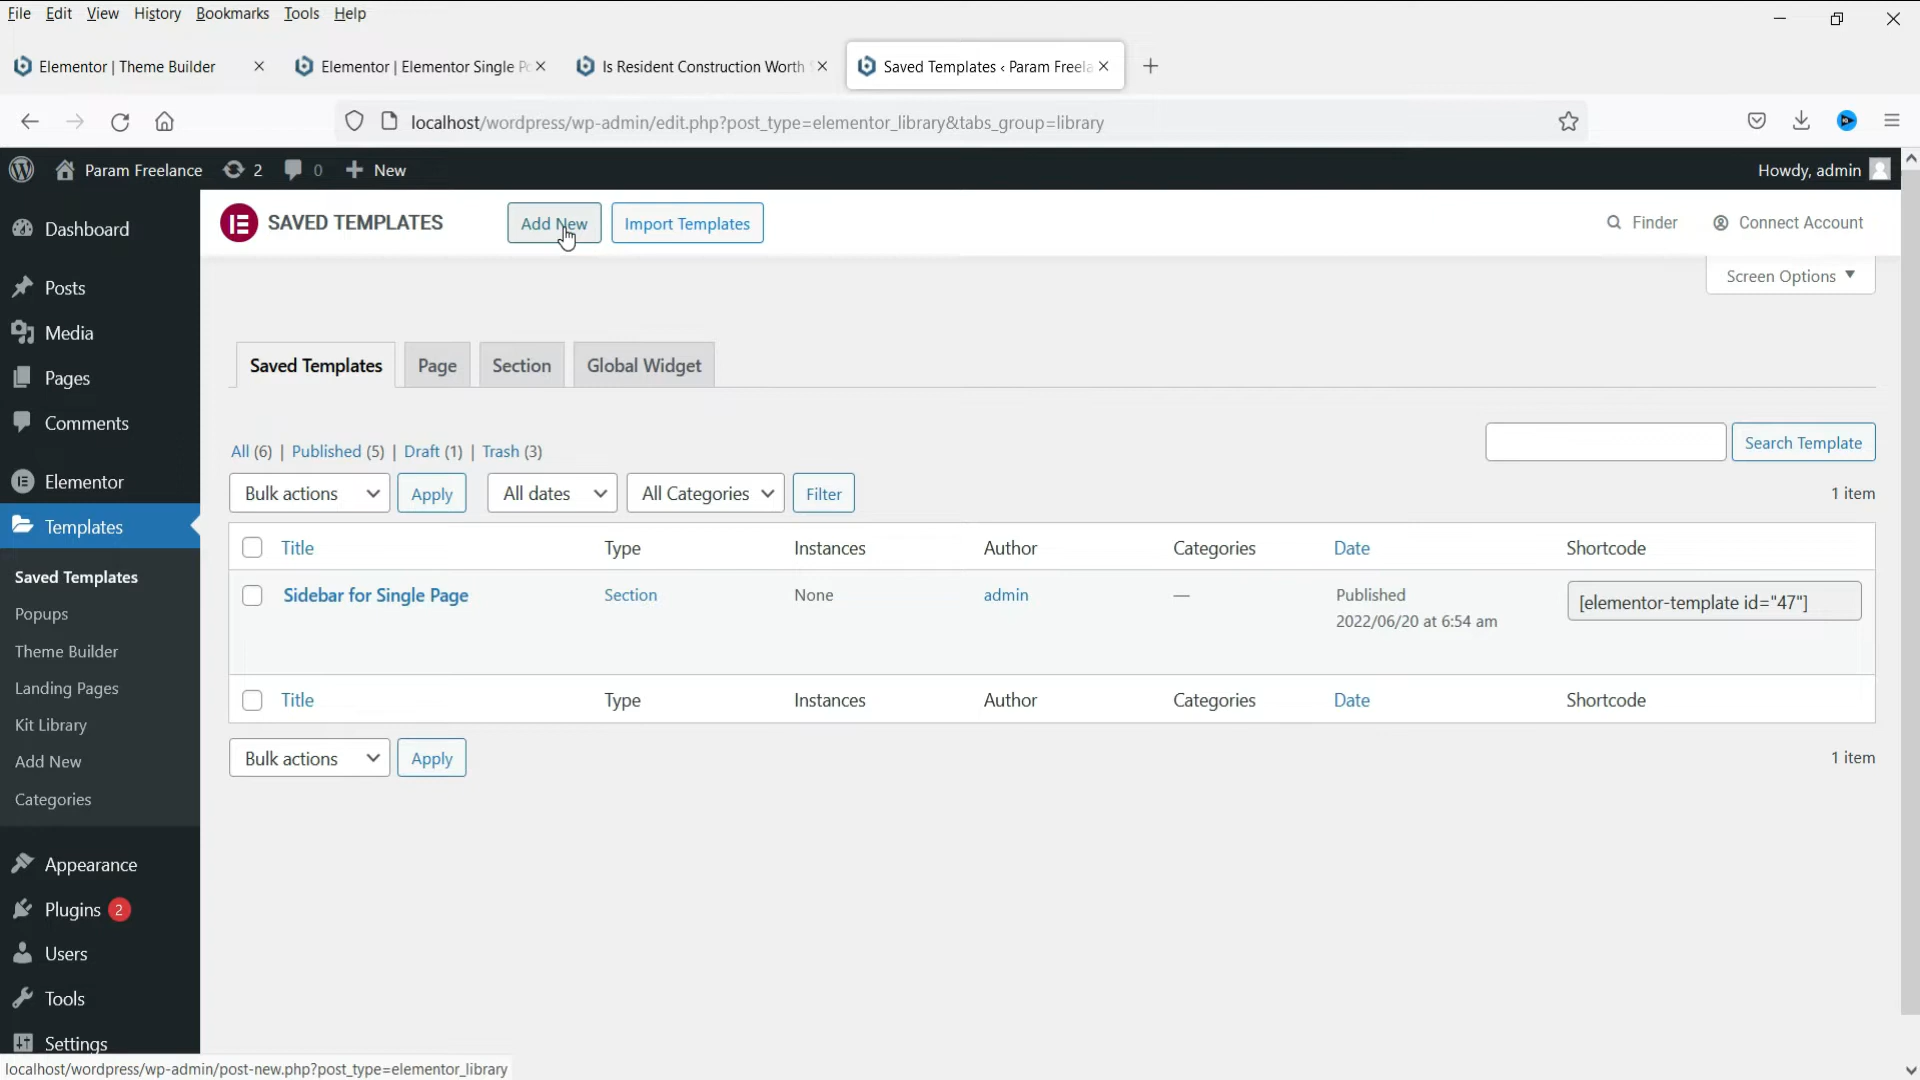 File Edit View History Bookmarks Tools Help
Elementor | Theme Builder
Elementor | Elementor Single Po
Is Resident Construction Worth
Saved Templates ‹ Param Freela
localhost/wordpress/wp-admin/edit.php?post_type=elementor_library&tabs_group=library
Param Freelance 2 0 New Howdy, admin
SAVED TEMPLATES Add New Import Templates Finder Connect Account
Screen Options
Dashboard
Posts
Media
Pages
Comments
Elementor
Templates
Saved Templates
Popups
Theme Builder
Landing Pages
Kit Library
Add New
Categories
Appearance
Plugins 2
Users
Tools
Settings
Saved Templates Page Section Global Widget
All (6) | Published (5) | Draft (1) | Trash (3)
Search Template
Bulk actions Apply All dates All Categories Filter 1 item
Title Type Instances Author Categories Date Shortcode
Sidebar for Single Page Section None admin — Published [elementor-template id="47"]
2022/06/20 at 6:54 am
Title Type Instances Author Categories Date Shortcode
Bulk actions Apply 1 item
localhost/wordpress/wp-admin/post-new.php?post_type=elementor_library